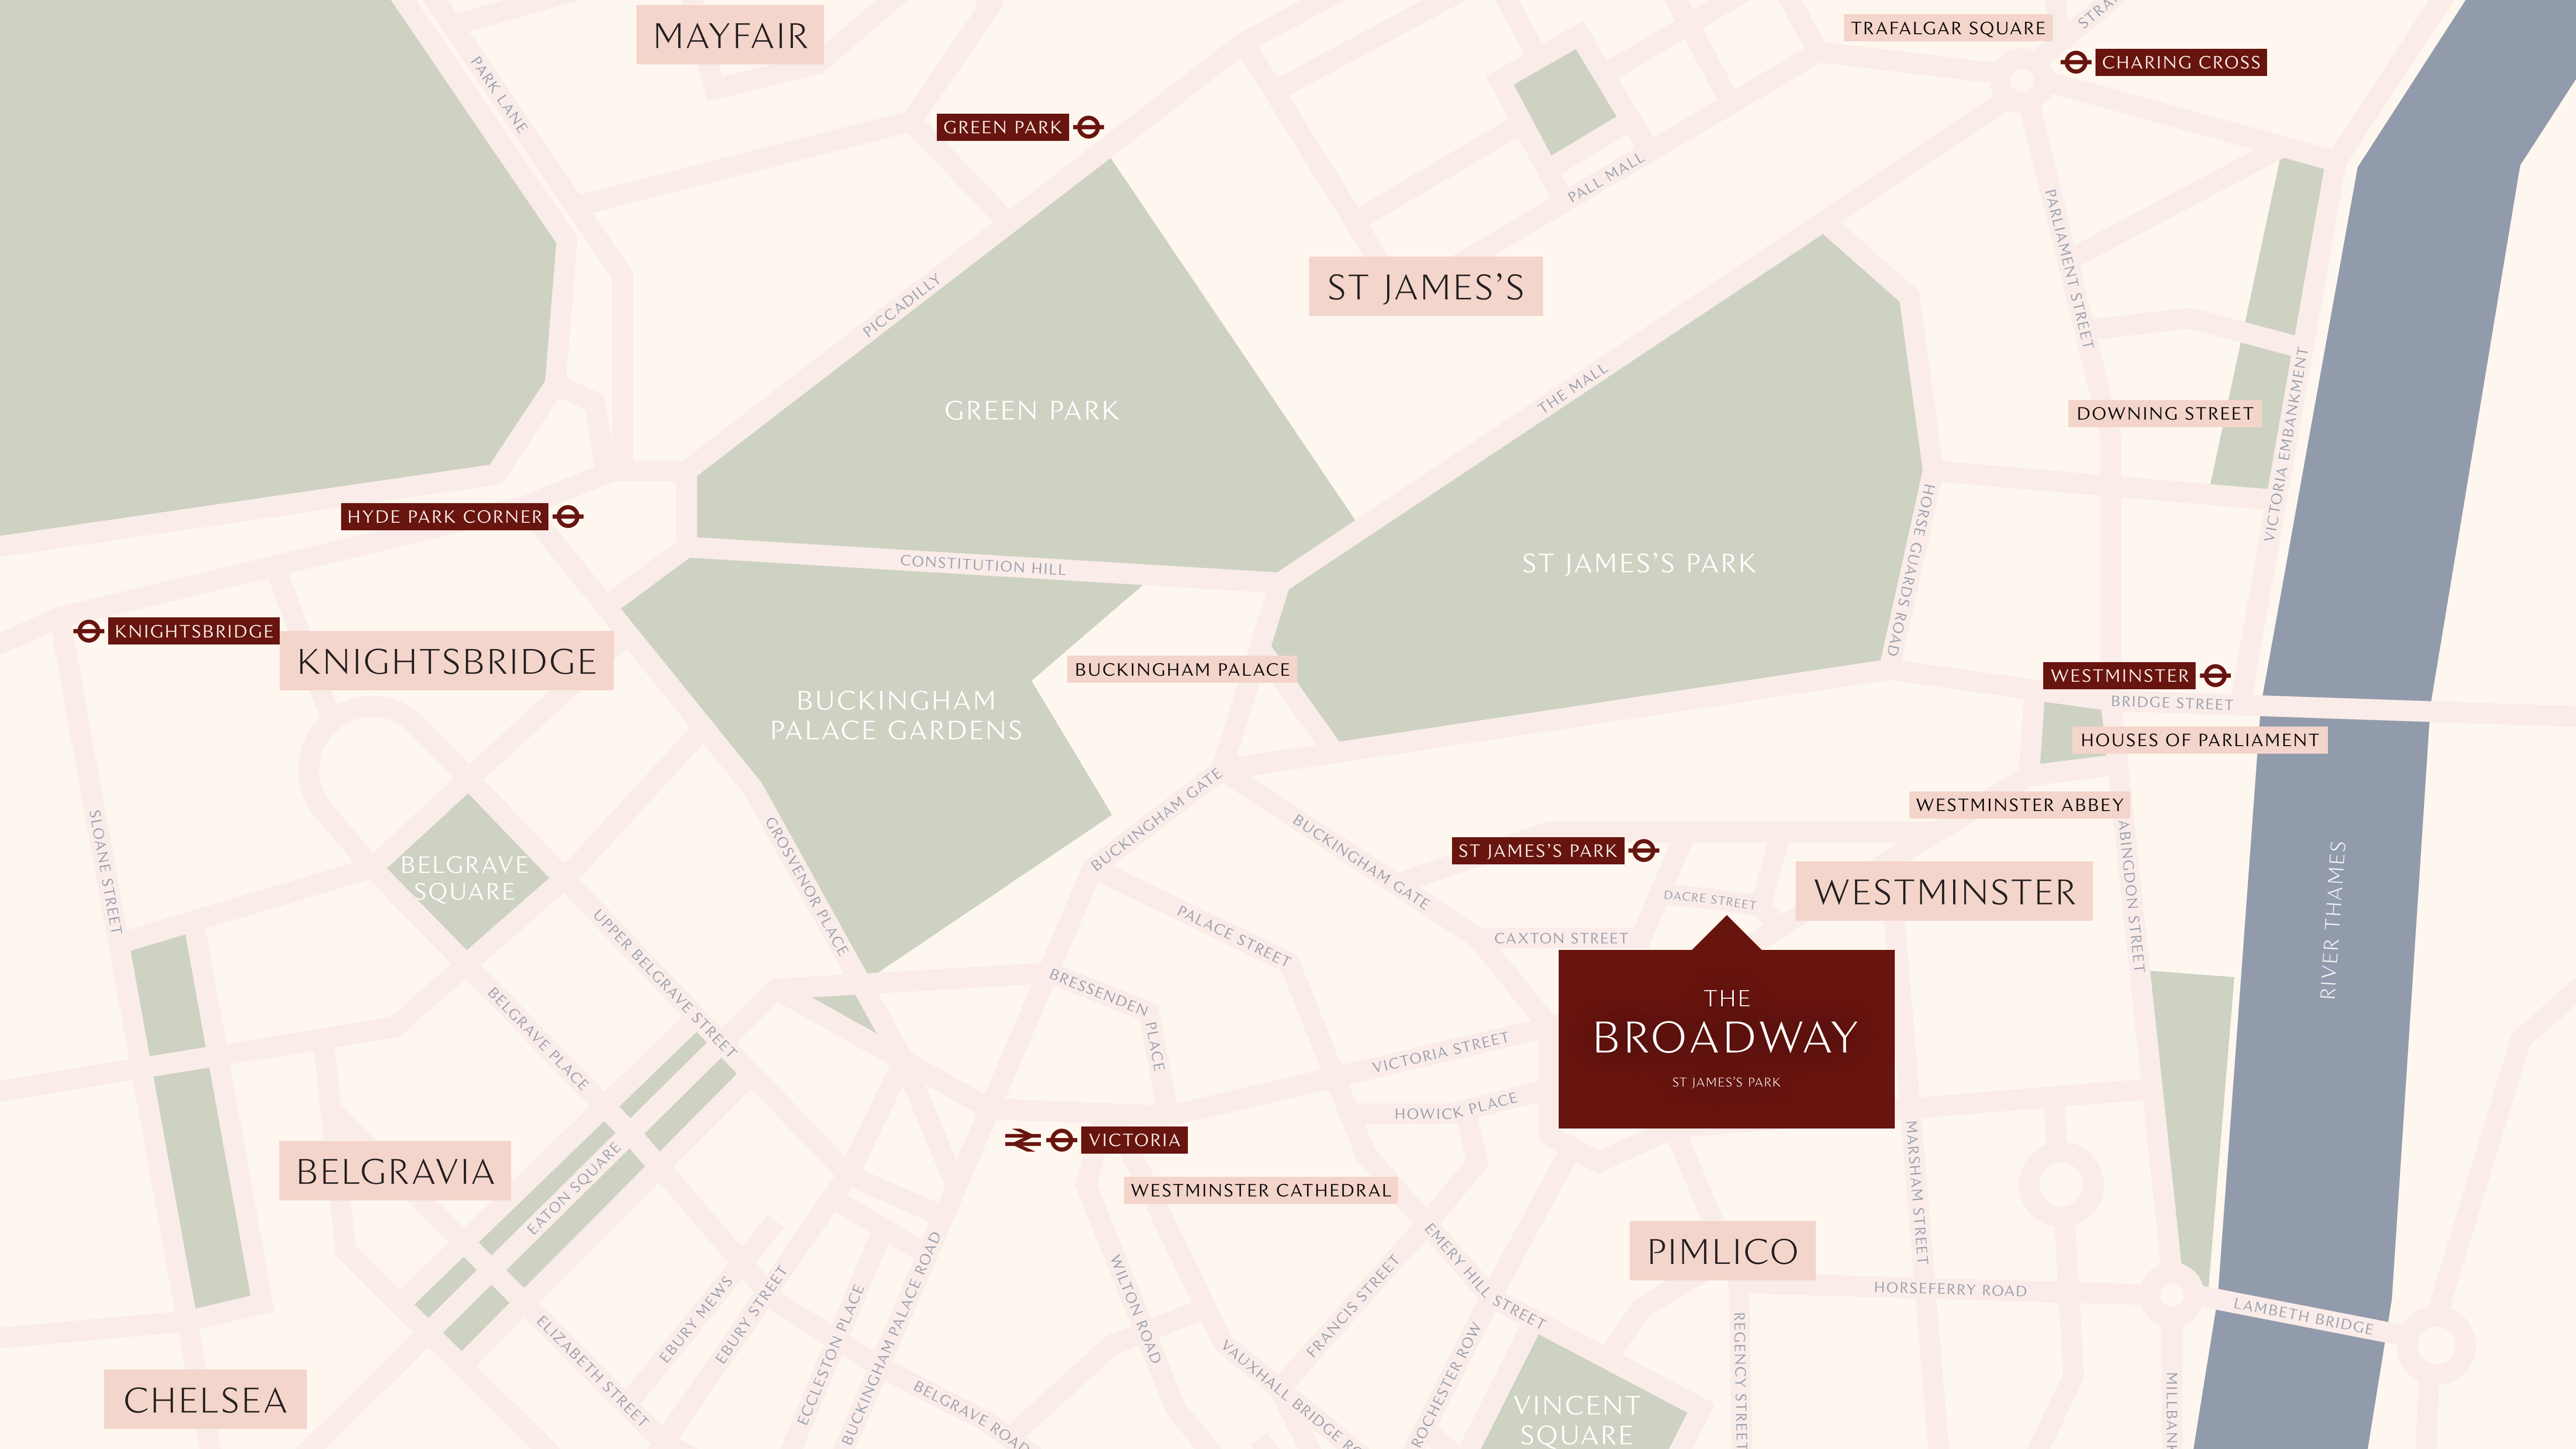 MAYFAIR
TRAFALGAR SQUARE
CHARING CROSS
PARK LANE
GREEN PARK
PALL MALL
PARLIAMENT STREET
ST JAMES’S
PICCADILLY
THE MALL
GREEN PARK
DOWNING STREET
VICTORIA EMBANKMENT
HYDE PARK CORNER
CONSTITUTION HILL
ST JAMES’S PARK
HORSE GUARDS ROAD
KNIGHTSBRIDGE
KNIGHTSBRIDGE
BUCKINGHAM PALACE
WESTMINSTER
BRIDGE STREET
BUCKINGHAM
PALACE GARDENS
HOUSES OF PARLIAMENT
WESTMINSTER ABBEY
SLOANE STREET
BELGRAVE
SQUARE
GROSVENOR PLACE
BUCKINGHAM GATE
BUCKINGHAM GATE
ST JAMES’S PARK
DACRE STREET
WESTMINSTER
ABINGDON STREET
RIVER THAMES
UPPER BELGRAVE STREET
PALACE STREET
CAXTON STREET
BELGRAVE PLACE
BRESSENDEN PLACE
THE
BROADWAY
ST JAMES’S PARK
VICTORIA STREET
HOWICK PLACE
VICTORIA
MARSHAM STREET
BELGRAVIA
EATON SQUARE
WESTMINSTER CATHEDRAL
PIMLICO
EMERY HILL STREET
HORSEFERRY ROAD
LAMBETH BRIDGE
EBURY MEWS
EBURY STREET
ECCLESTON PLACE
BUCKINGHAM PALACE ROAD
WILTON ROAD
FRANCIS STREET
ELIZABETH STREET
VAUXHALL BRIDGE RO
ROCHESTER ROW
REGENCY STREET
CHELSEA
BELGRAVE ROAD
VINCENT
SQUARE
MILLBANK